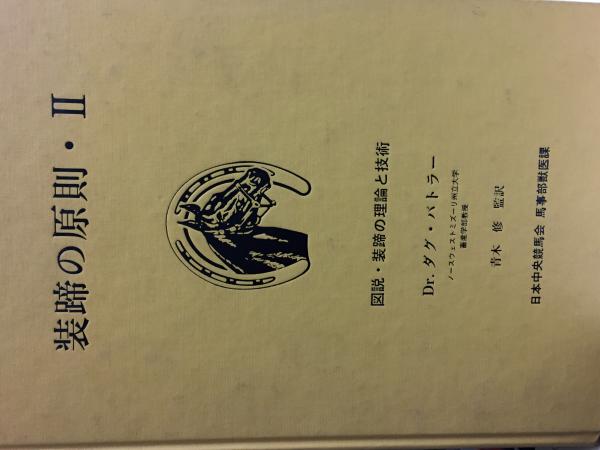 装蹄の原則・II
図説・装蹄の理論と技術
Dr. ダグ・バトラー
ノースウェストミズーリ州立大学
畜産学部教授
青木 修 監訳
日本中央競馬会 馬事部獣医課